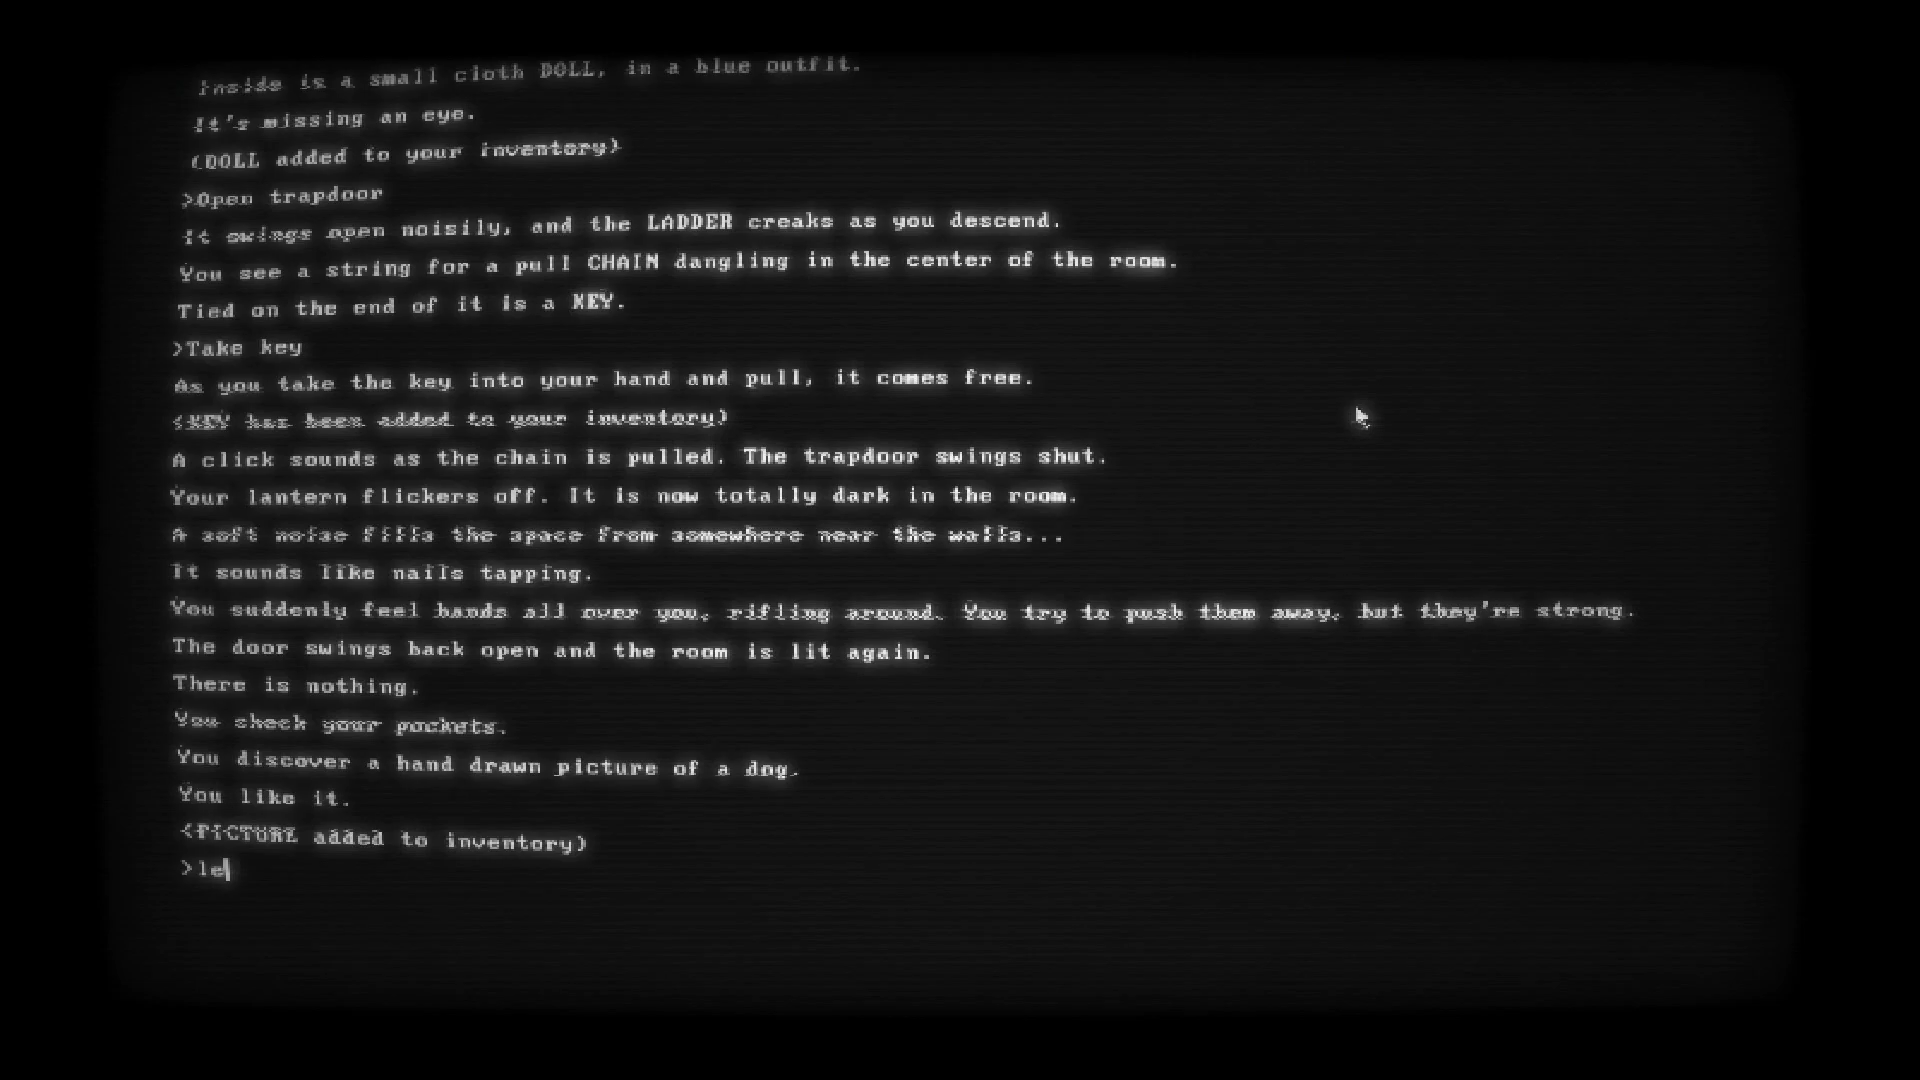 Inside is a small cloth DOLL, in a blue outfit.
It's missing an eye.
(DOLL added to your inventory)
>Open trapdoor
It swings open noisily, and the LADDER creaks as you descend.
You see a string for a pull CHAIN dangling in the center of the room.
Tied on the end of it is a KEY.
>Take key
As you take the key into your hand and pull, it comes free.
(KEY has been added to your inventory)
A click sounds as the chain is pulled. The trapdoor swings shut.
Your lantern flickers off. It is now totally dark in the room.
A soft noise fills the space from somewhere near the walls...
It sounds like nails tapping.
You suddenly feel hands all over you, rifling around. You try to push them away, but they're strong.
The door swings back open and the room is lit again.
There is nothing.
You check your pockets.
You discover a hand drawn picture of a dog.
You like it.
(PICTURE added to inventory)
>le